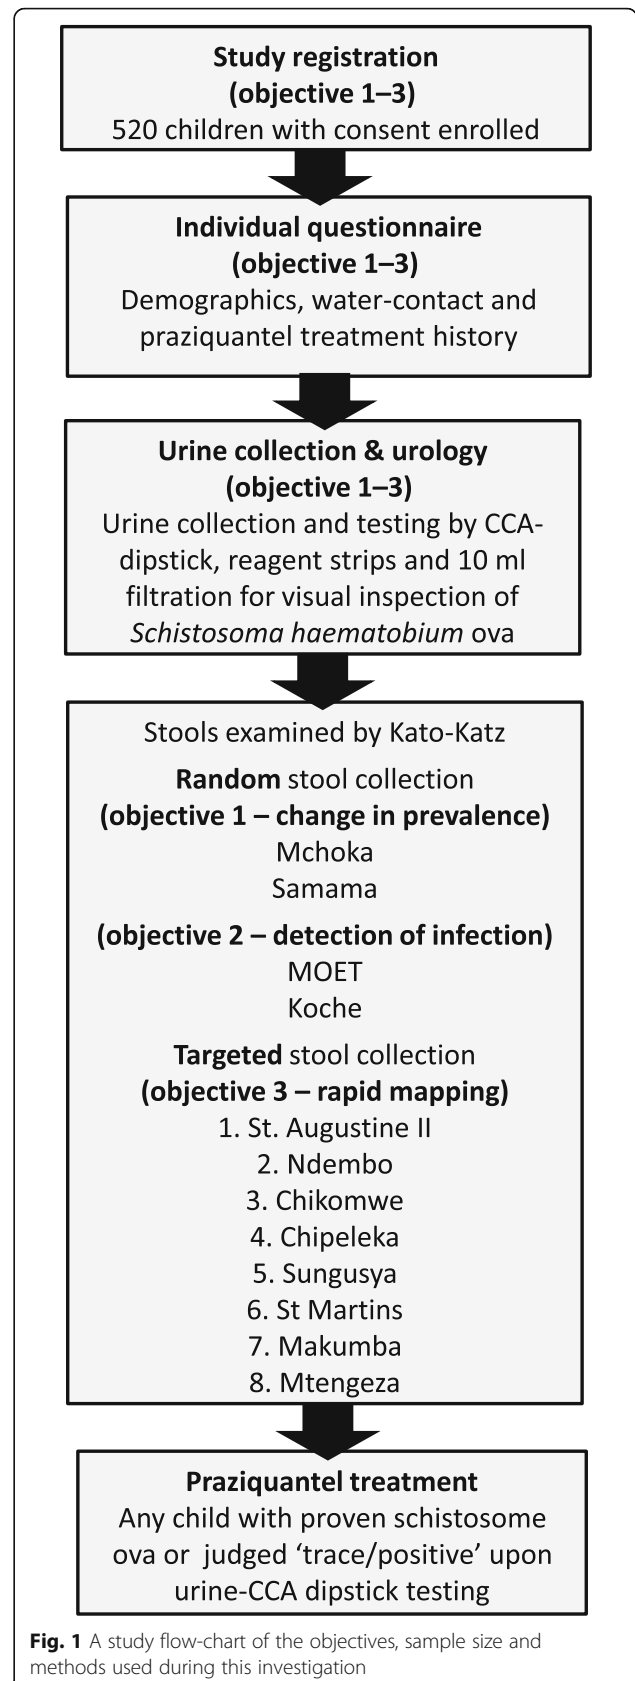 Study registration
(objective 1–3)
520 children with consent enrolled
Individual questionnaire
(objective 1–3)
Demographics, water-contact and
praziquantel treatment history
Urine collection & urology
(objective 1–3)
Urine collection and testing by CCA-
dipstick, reagent strips and 10 ml
filtration for visual inspection of
Schistosoma haematobium ova
Stools examined by Kato-Katz
Random stool collection
(objective 1 – change in prevalence)
Mchoka
Samama
(objective 2 – detection of infection)
MOET
Koche
Targeted stool collection
(objective 3 – rapid mapping)
1. St. Augustine II
2. Ndembo
3. Chikomwe
4. Chipeleka
5. Sungusya
6. St Martins
7. Makumba
8. Mtengeza
Praziquantel treatment
Any child with proven schistosome
ova or judged ‘trace/positive’ upon
urine-CCA dipstick testing
Fig. 1 A study flow-chart of the objectives, sample size and
methods used during this investigation